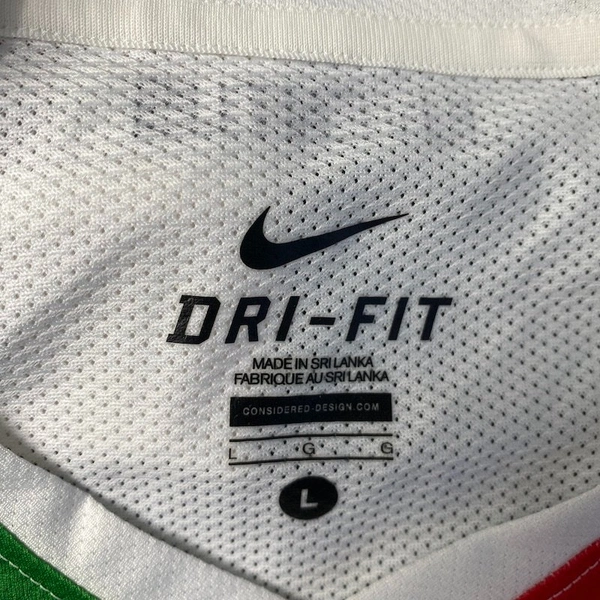 DRI-FIT
MADE IN SRI LANKA
FABRIQUE AU SRI LANKA
CONSIDERED-DESIGN.COM
L G G
L